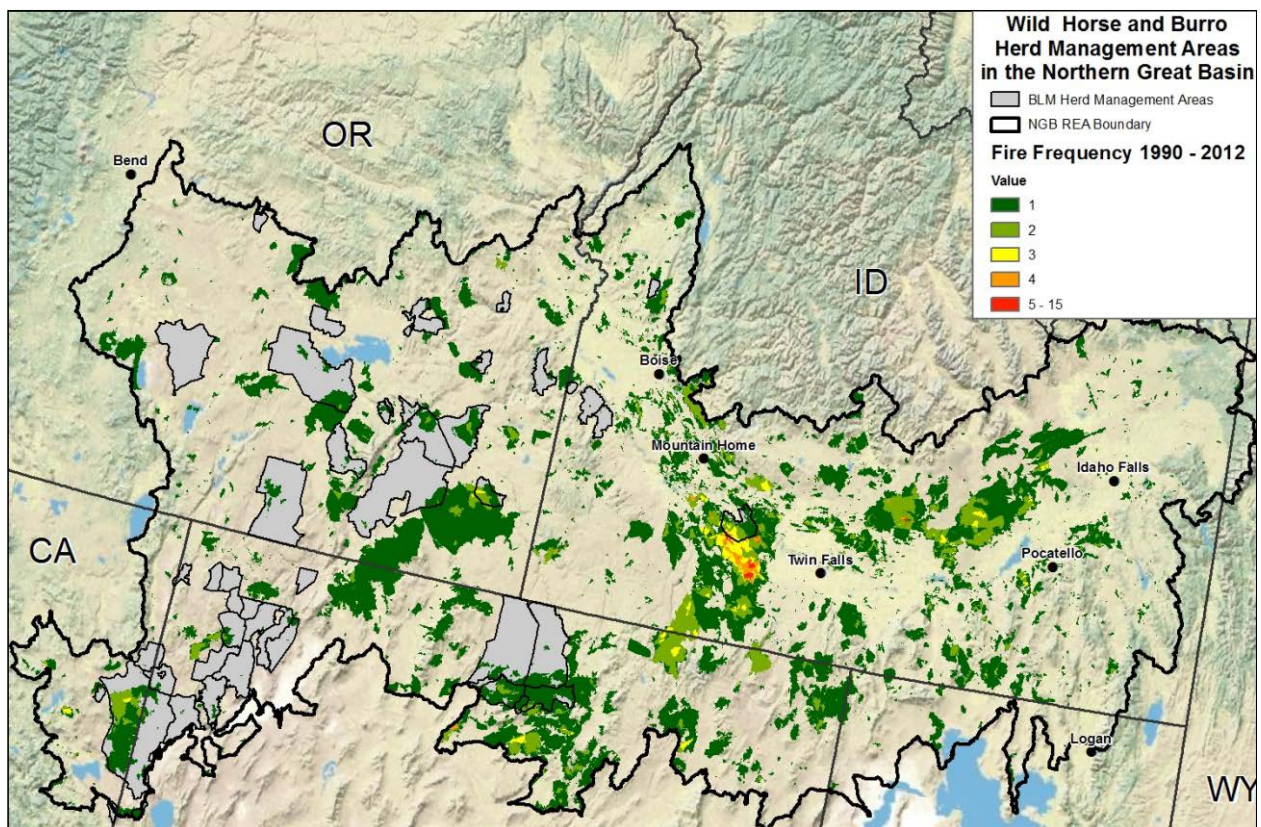 Wild Horse and Burro
Herd Management Areas
in the Northern Great Basin
BLM Herd Management Areas
NGB REA Boundary
Fire Frequency 1990 - 2012
Value
1
2
3
4
5 - 15
OR
Bend
ID
Boise
Mountain Home
Idaho Falls
CA
Twin Falls
Pocatello
Logan
WY